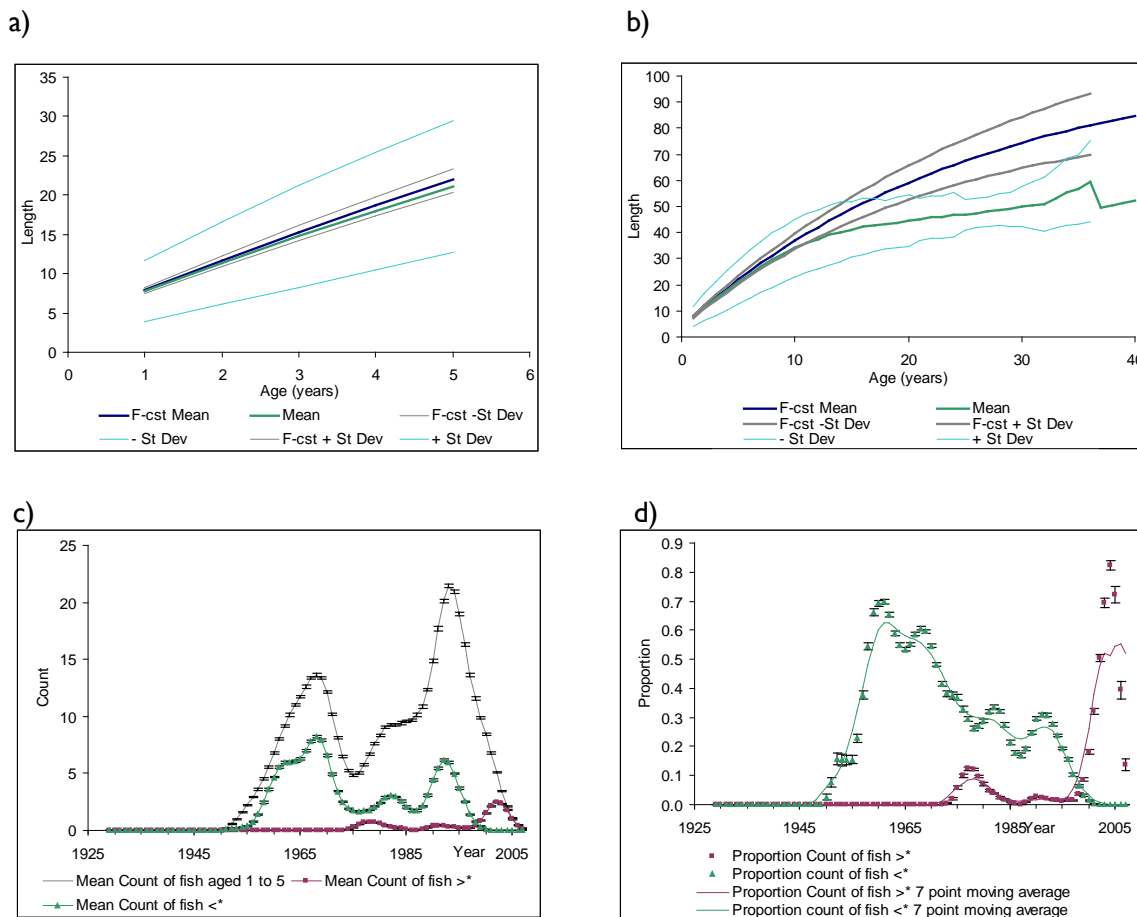 a)
35
30
25
20
15
10
5
0
Length
0 1 2 3 4 5 6
Age (years)
F-cst Mean Mean F-cst -St Dev
- St Dev F-cst + St Dev + St Dev
b)
100
90
80
70
60
50
40
30
20
10
0
Length
0 10 20 30 40
Age (years)
F-cst Mean Mean
F-cst -St Dev F-cst + St Dev
- St Dev + St Dev
c)
25
20
15
10
5
0
Count
1925 1945 1965 1985 Year 2005
Mean Count of fish aged 1 to 5 Mean Count of fish >*
Mean Count of fish <*
d)
0.9
0.8
0.7
0.6
0.5
0.4
0.3
0.2
0.1
0.0
Proportion
1925 1945 1965 1985Year 2005
Proportion Count of fish >*
Proportion count of fish <*
Proportion Count of fish >* 7 point moving average
Proportion count of fish <* 7 point moving average